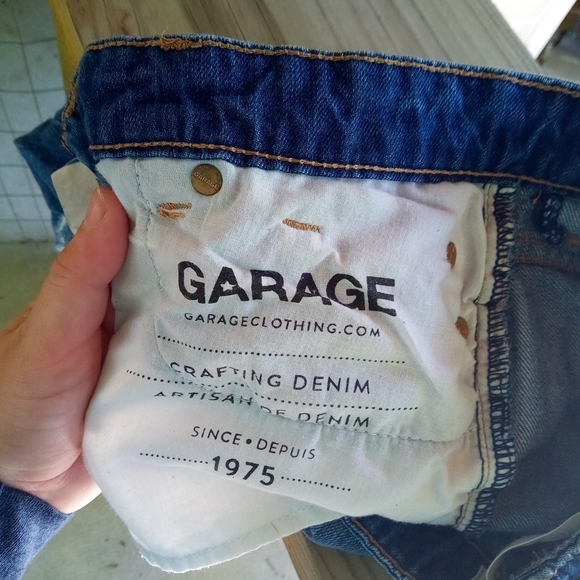 GARAGE
GARAGECLOTHING.COM
CRAFTING DENIM
ARTISAN DE DENIM
SINCE • DEPUIS
1975